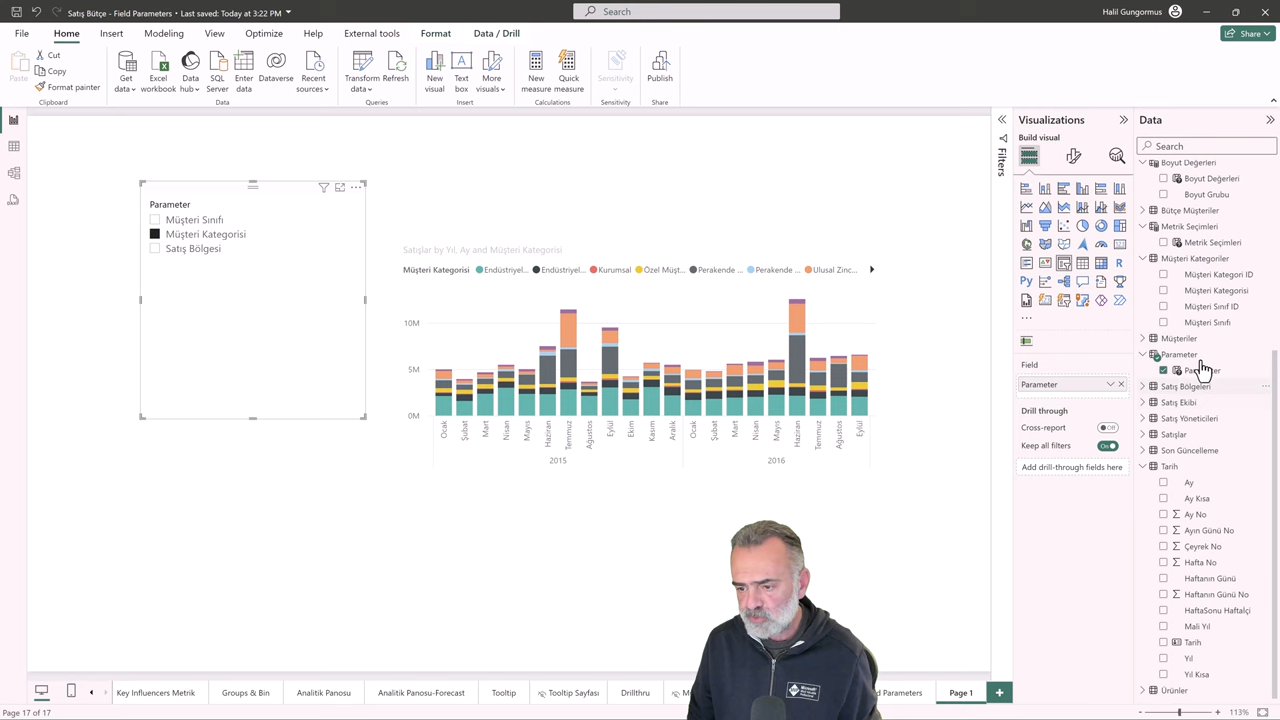 Satış Bütçe - Field Parameters • Last saved: Today at 3:22 PM
Search
Halil Gungormus
File Home Insert Modeling View Optimize Help External tools Format Data / Drill
Share
Paste
Cut
Copy
Format painter
Clipboard
Get data
Excel workbook
Data hub
SQL Server
Enter data
Dataverse
Recent sources
Data
Transform data
Refresh
Queries
New visual
Text box
More visuals
Insert
New measure
Quick measure
Calculations
Sensitivity
Sensitivity
Publish
Share
Parameter
Müşteri Sınıfı
Müşteri Kategorisi
Satış Bölgesi
Satışlar by Yıl, Ay and Müşteri Kategorisi
Müşteri Kategorisi Endüstriyel... Endüstriyel... Kurumsal Özel Müşt... Perakende ... Perakende ... Ulusal Zinc...
10M
5M
0M
Ocak Şubat Mart Nisan Mayıs Haziran Temmuz Ağustos Eylül Ekim Kasım Aralık Ocak Şubat Mart Nisan Mayıs Haziran Temmuz Ağustos Eylül
2015 2016
Filters
Visualizations
Build visual
Field
Parameter
Drill through
Cross-report Off
Keep all filters On
Add drill-through fields here
Data
Search
Boyut Değerleri
Boyut Değerleri
Boyut Grubu
Bütçe Müşteriler
Metrik Seçimleri
Metrik Seçimleri
Müşteri Kategoriler
Müşteri Kategori ID
Müşteri Kategorisi
Müşteri Sınıf ID
Müşteri Sınıfı
Müşteriler
Parameter
Satış Bölgeleri
Satış Ekibi
Satış Yöneticileri
Satışlar
Son Güncelleme
Tarih
Ay
Ay Kısa
Ay No
Ayın Günü No
Çeyrek No
Hafta No
Haftanın Günü
Haftanın Günü No
HaftaSonu HaftaIçi
Mali Yıl
Tarih
Yıl
Yıl Kısa
Ürünler
Key Influencers Metrik Groups & Bin Analitik Panosu Analitik Panosu-Forecast Tooltip Tooltip Sayfası Drillthru Parameters Page 1
Page 17 of 17
113%